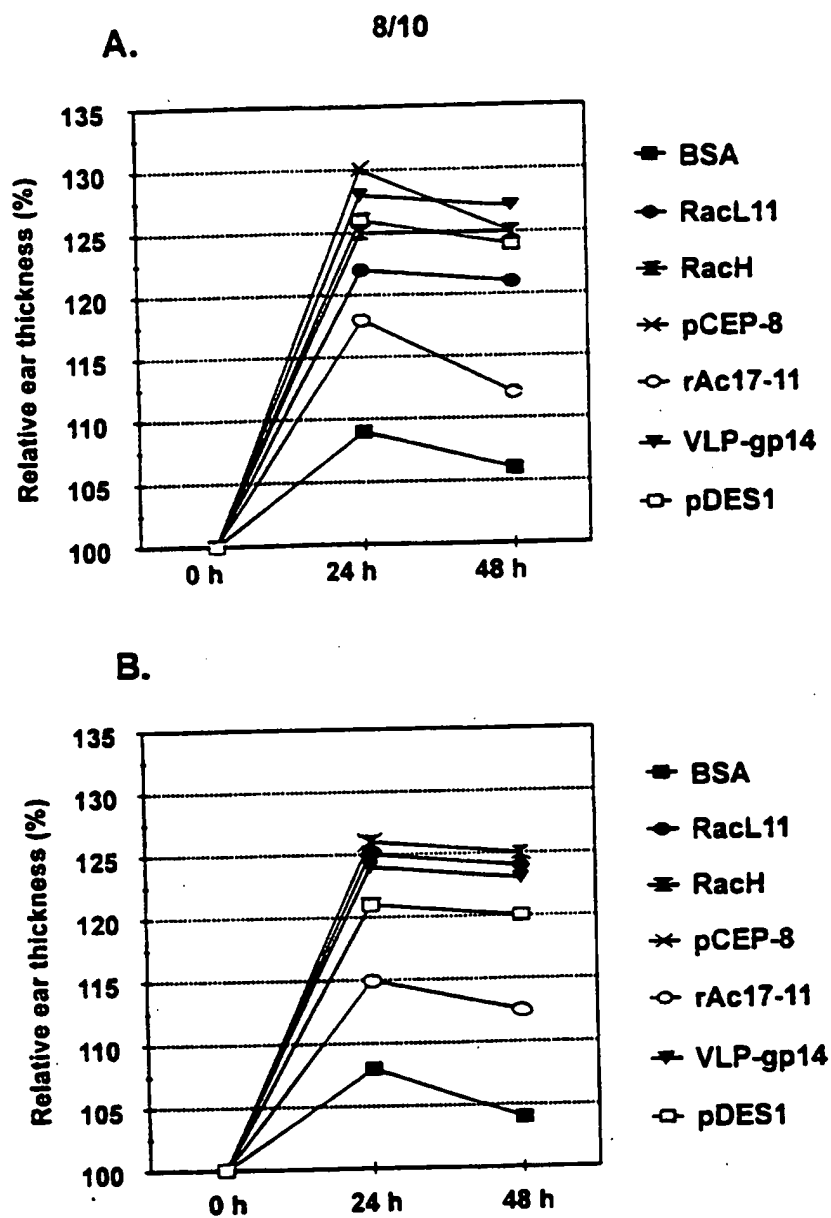 8/10
A.
Relative ear thickness (%)
135
130
125
120
115
110
105
100
0 h
24 h
48 h
BSA
RacL11
RacH
pCEP-8
rAc17-11
VLP-gp14
pDES1
B.
Relative ear thickness (%)
135
130
125
120
115
110
105
100
0 h
24 h
48 h
BSA
RacL11
RacH
pCEP-8
rAc17-11
VLP-gp14
pDES1